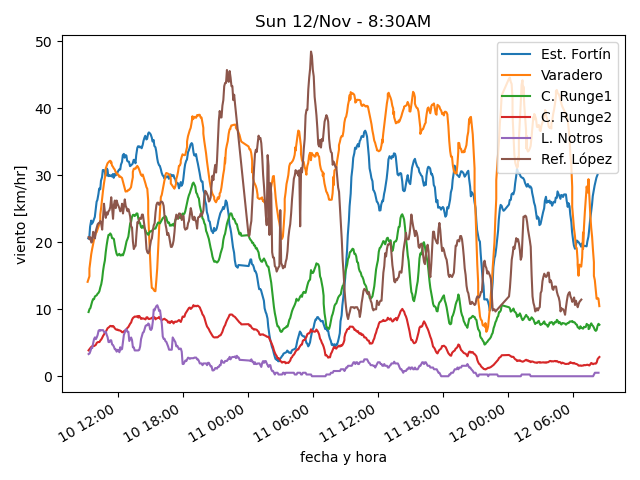 Sun 12/Nov - 8:30AM
50
40
30
20
10
0
viento [km/hr]
Est. Fortín
Varadero
C. Runge1
C. Runge2
L. Notros
Ref. López
10 12:00
10 18:00
11 00:00
11 06:00
11 12:00
11 18:00
12 00:00
12 06:00
fecha y hora